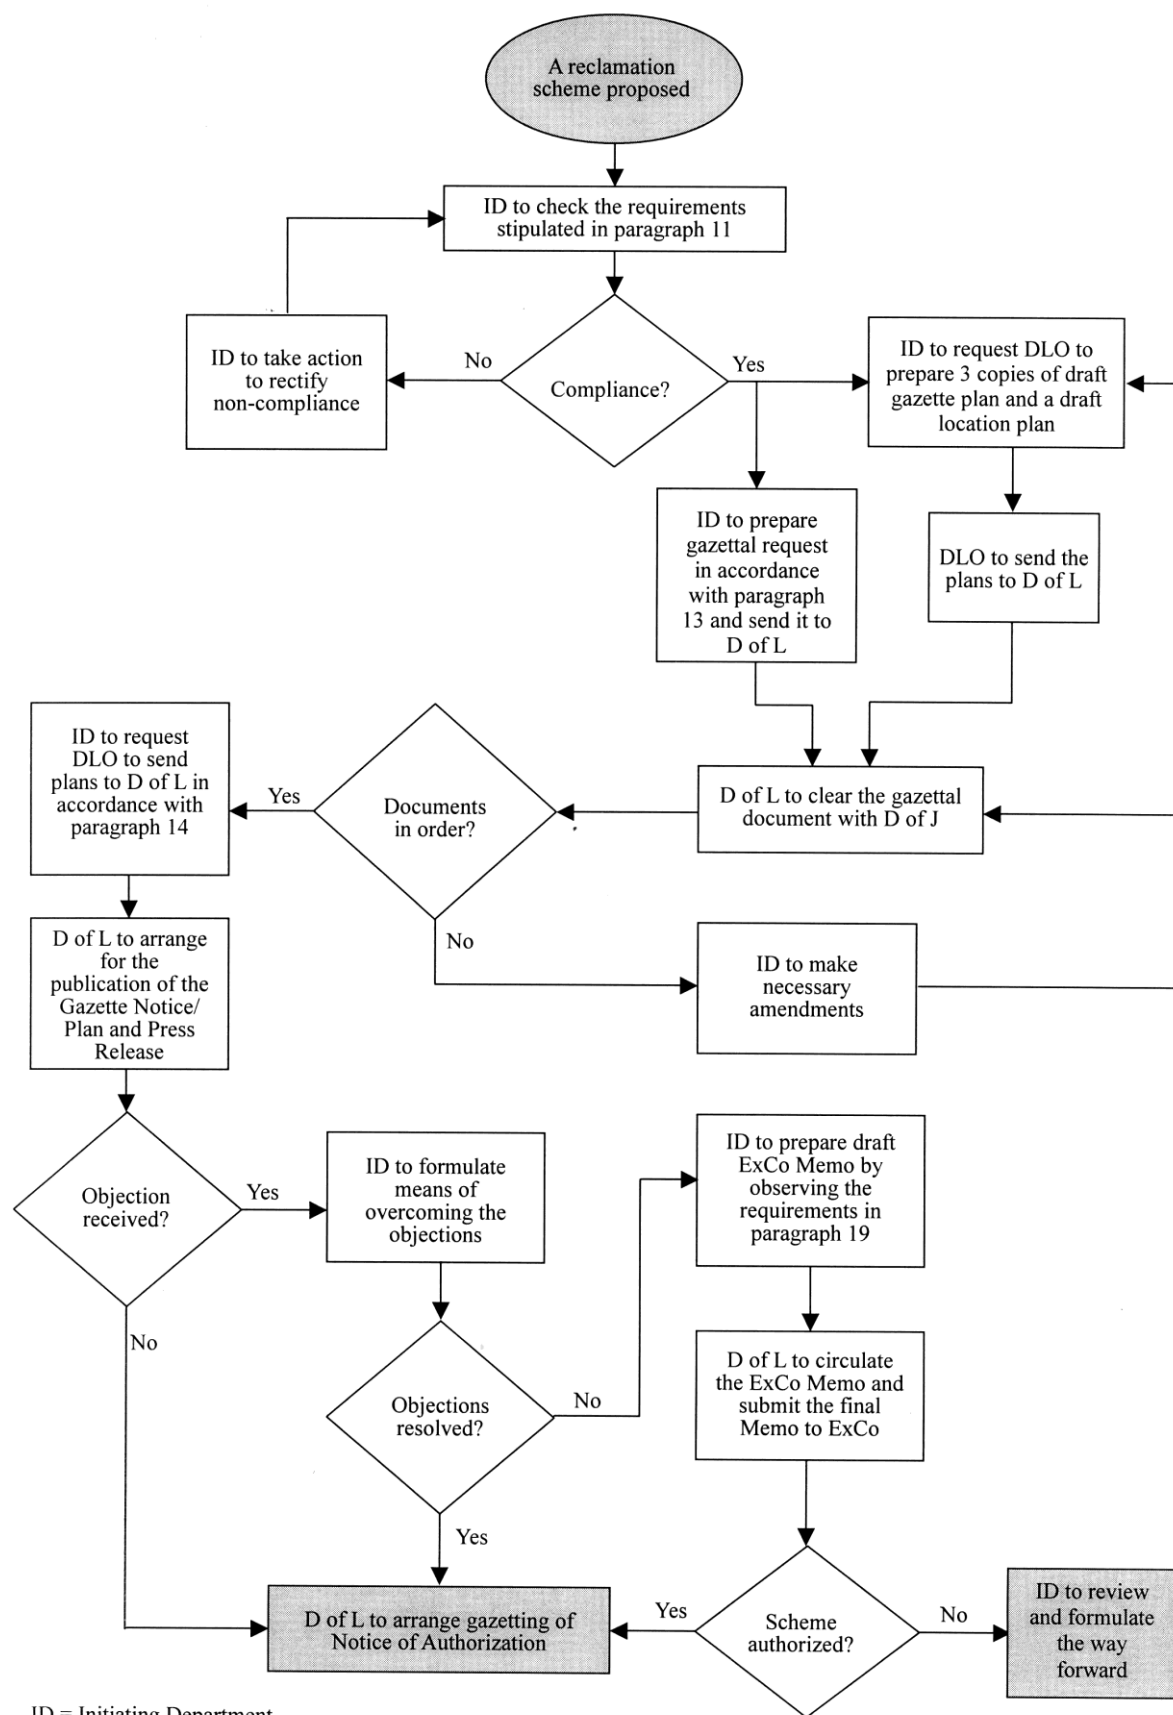 A reclamation
scheme proposed
ID to check the requirements
stipulated in paragraph 11
Compliance?
No
Yes
ID to take action
to rectify
non-compliance
ID to request DLO to
prepare 3 copies of draft
gazette plan and a draft
location plan
ID to prepare
gazettal request
in accordance
with paragraph
13 and send it to
D of L
DLO to send the
plans to D of L
D of L to clear the gazettal
document with D of J
Documents
in order?
Yes
No
ID to request
DLO to send
plans to D of L in
accordance with
paragraph 14
ID to make
necessary
amendments
D of L to arrange
for the
publication of the
Gazette Notice/
Plan and Press
Release
Objection
received?
Yes
No
ID to formulate
means of
overcoming the
objections
Objections
resolved?
No
Yes
ID to prepare draft
ExCo Memo by
observing the
requirements in
paragraph 19
D of L to circulate
the ExCo Memo and
submit the final
Memo to ExCo
Scheme
authorized?
Yes
No
D of L to arrange gazetting of
Notice of Authorization
ID to review
and formulate
the way
forward
ID = Initiating Department